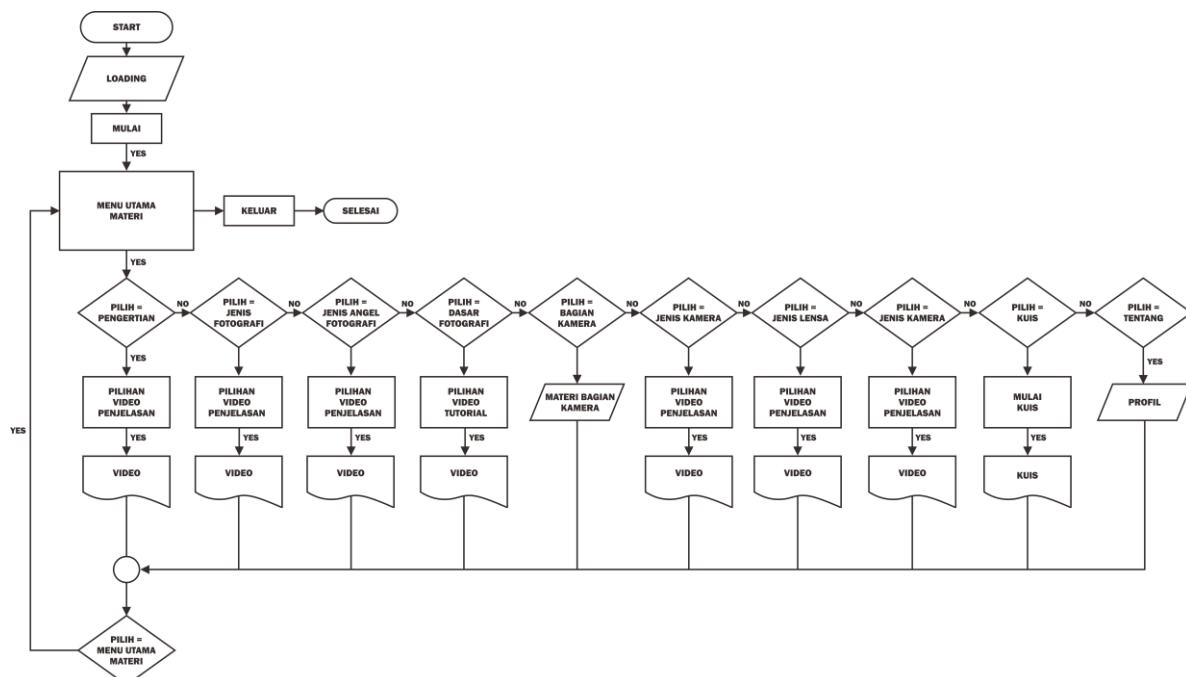 START
LOADING
MULAI
YES
MENU UTAMA
MATERI
KELUAR
SELESAI
YES
PILIH =
PENGERTIAN
NO
PILIH =
JENIS
FOTOGRAFI
NO
PILIH =
JENIS ANGEL
FOTOGRAFI
NO
PILIH =
DASAR
FOTOGRAFI
NO
PILIH =
BAGIAN
KAMERA
NO
PILIH =
JENIS KAMERA
NO
PILIH =
JENIS LENSA
NO
PILIH =
JENIS KAMERA
NO
PILIH =
KUIS
NO
PILIH =
TENTANG
YES
YES
PILIHAN
VIDEO
PENJELASAN
PILIHAN
VIDEO
PENJELASAN
PILIHAN
VIDEO
PENJELASAN
PILIHAN
VIDEO
TUTORIAL
MATERI BAGIAN
KAMERA
PILIHAN
VIDEO
PENJELASAN
PILIHAN
VIDEO
PENJELASAN
PILIHAN
VIDEO
PENJELASAN
MULAI
KUIS
PROFIL
YES
YES
YES
YES
YES
YES
YES
YES
YES
VIDEO
VIDEO
VIDEO
VIDEO
VIDEO
VIDEO
VIDEO
KUIS
PILIH =
MENU UTAMA
MATERI